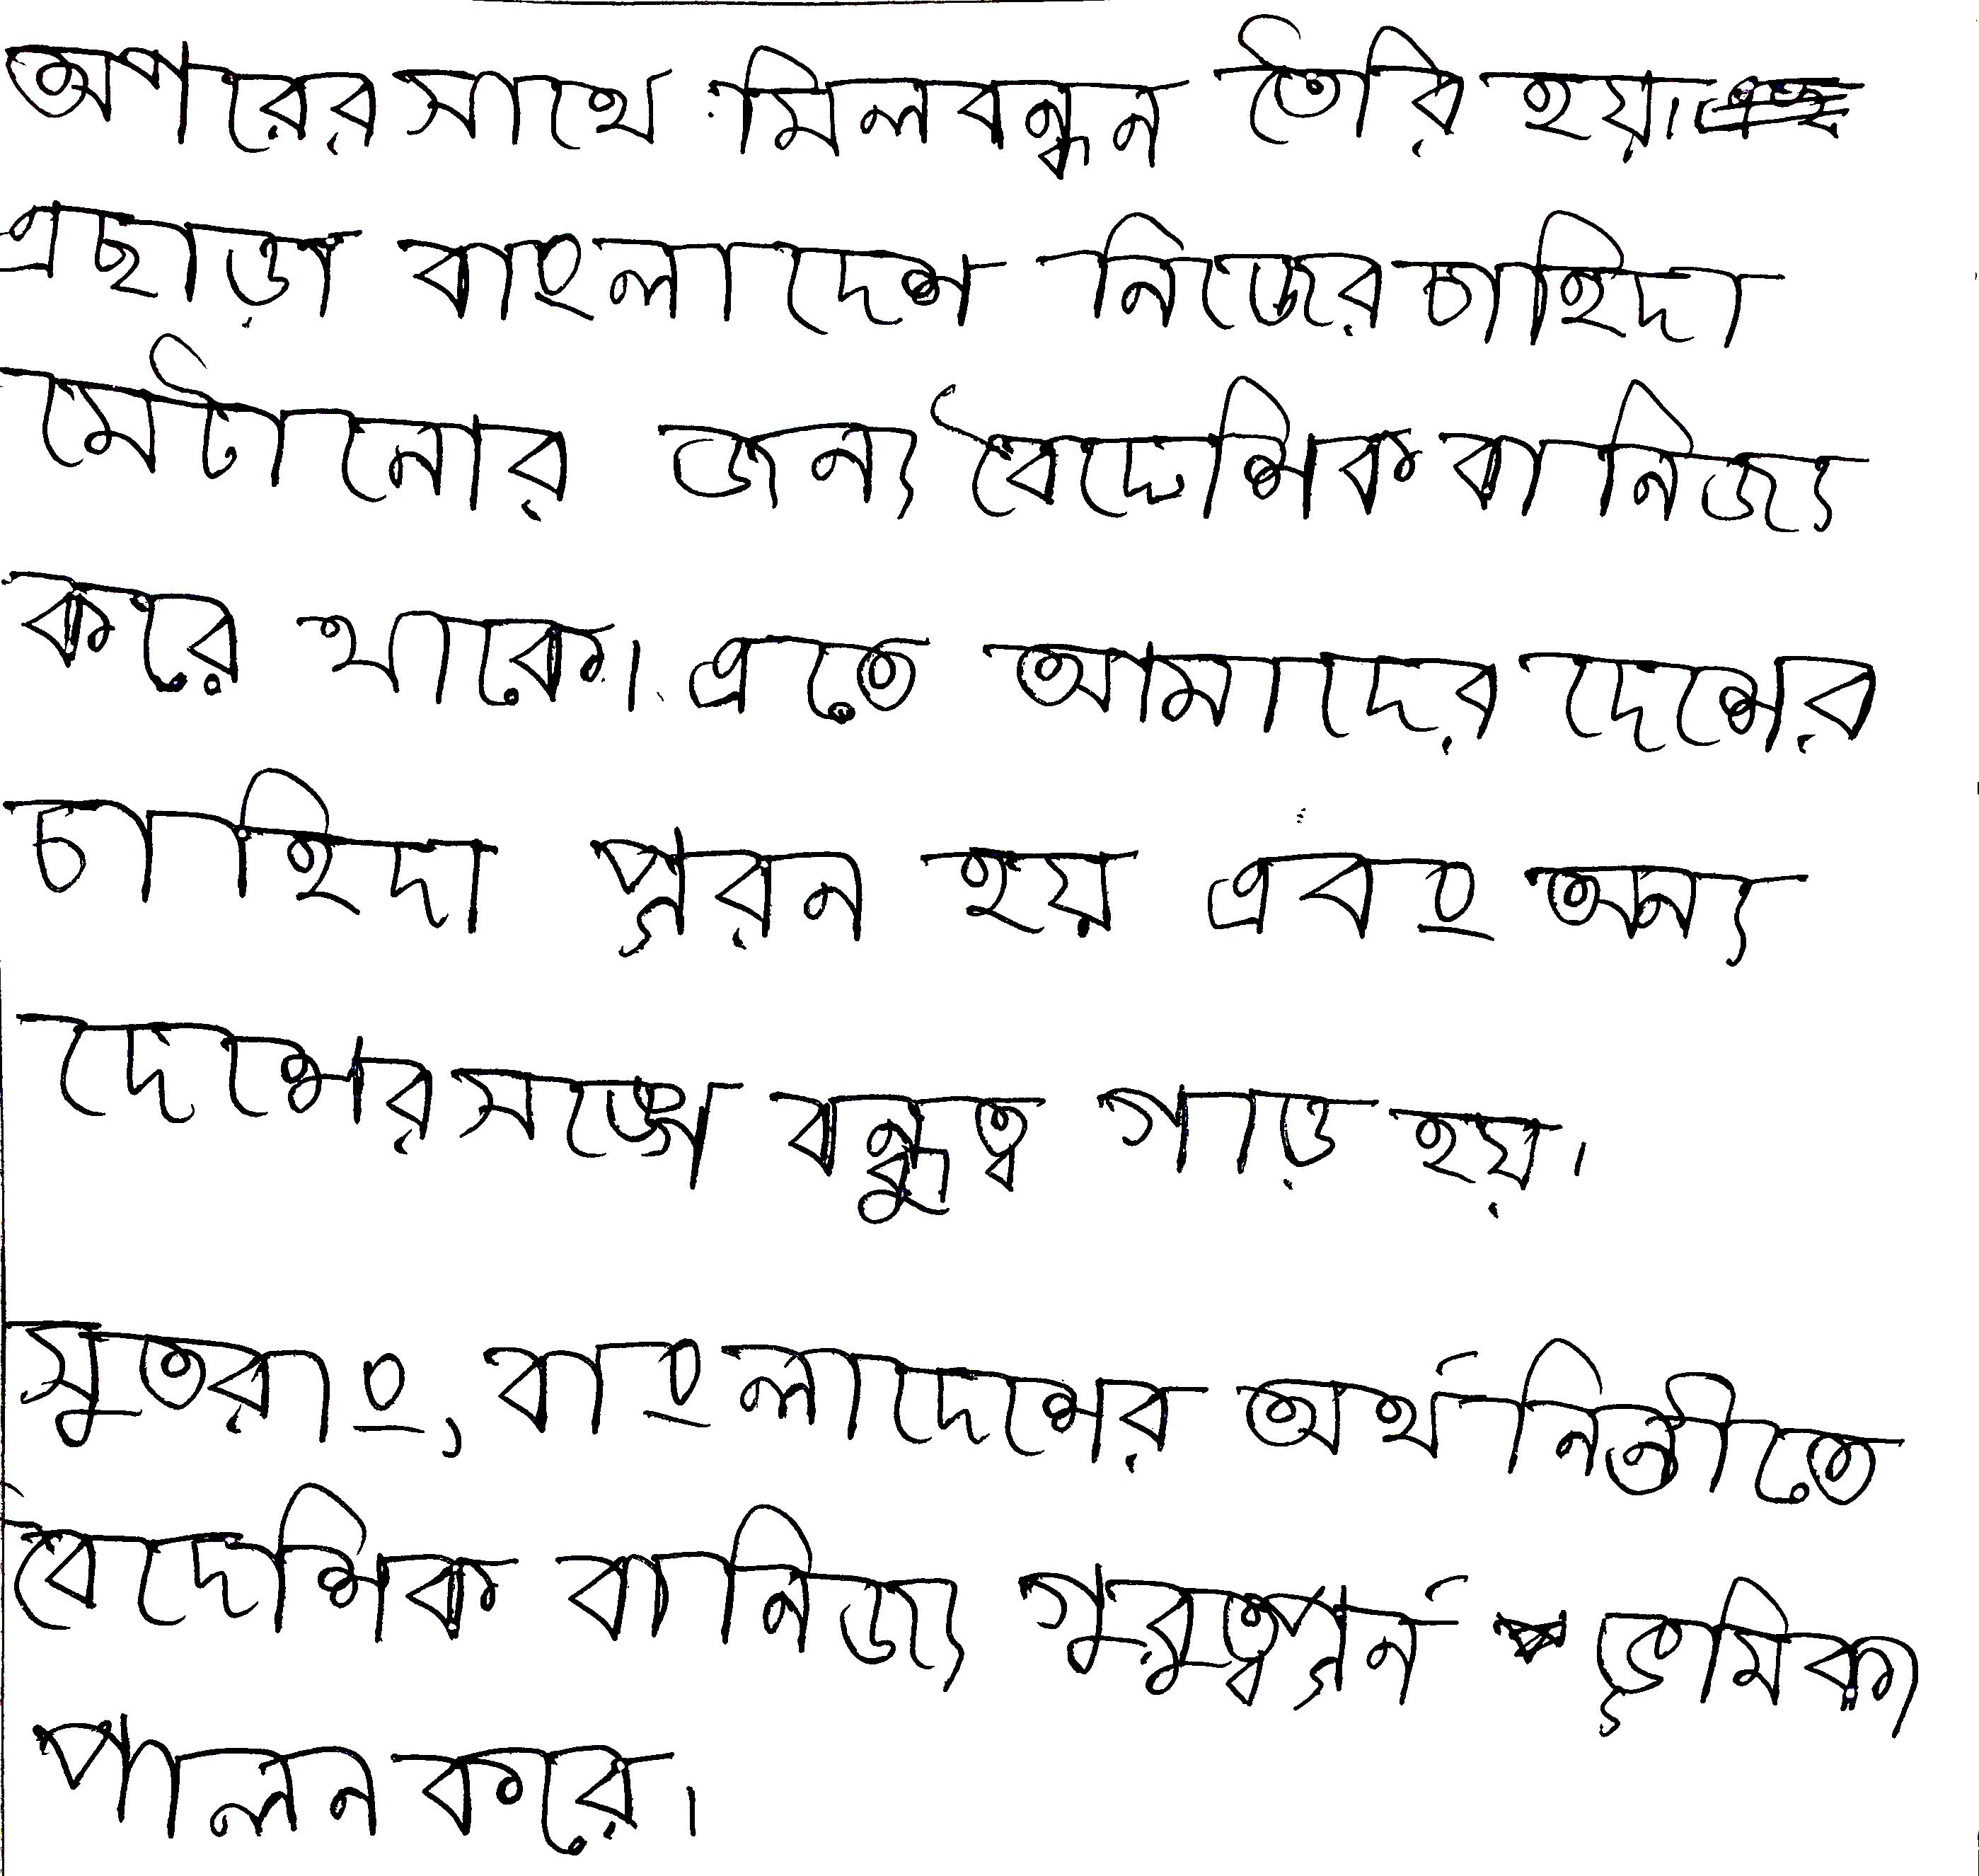 অপরের সাথে মিলবন্ধন তৈরি হয়।
এছাড়া বাংলাদেশ নিজের চাহিদা
মেটানোর জন্য বৈদেশিক বানিজ্য
করে থাকে। এতে আমাদের দেশের
চাহিদা পূরন হয় এবং অন্য
দেশের সঙ্গে বন্ধুত্ব গাড় হয়।
সুতরাং, বাংলাদেশের অর্থনিতীতে
বৈদেশিক বানিজ্য গুরুত্বপূর্ন ভূমিকা
পালন করে।